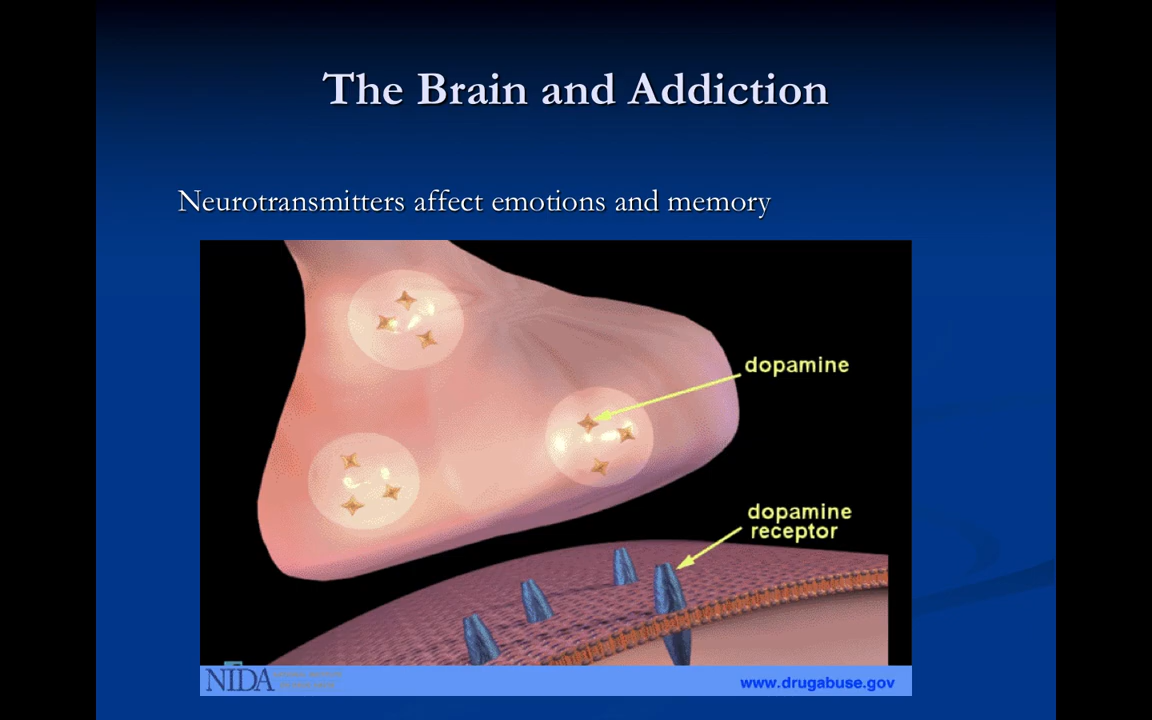 The Brain and Addiction
Neurotransmitters affect emotions and memory
dopamine
dopamine
receptor
NIDA
www.drugabuse.gov